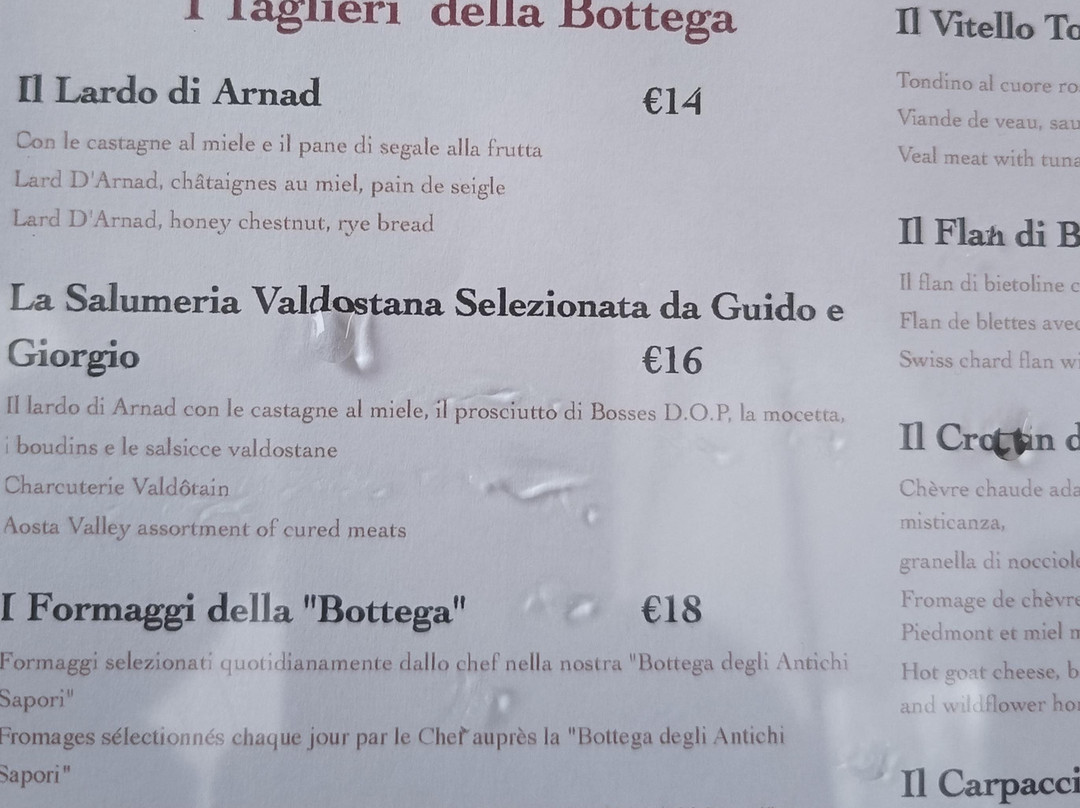 I Taglieri della Bottega
Il Lardo di Arnad €14
Con le castagne al miele e il pane di segale alla frutta
Lard D'Arnad, châtaignes au miel, pain de seigle
Lard D'Arnad, honey chestnut, rye bread
La Salumeria Valdostana Selezionata da Guido e
Giorgio €16
Il lardo di Arnad con le castagne al miele, il prosciutto di Bosses D.O.P, la mocetta,
i boudins e le salsicce valdostane
Charcuterie Valdôtain
Aosta Valley assortment of cured meats
I Formaggi della "Bottega" €18
Formaggi selezionati quotidianamente dallo chef nella nostra "Bottega degli Antichi
Sapori"
Fromages sélectionnés chaque jour par le Chef auprès la "Bottega degli Antichi
Sapori"
Il Vitello
Tondino al cuore
Viande de veau,
Veal meat with tuna
Il Flan di
Il flan di bietoline
Flan de blettes
Swiss chard flan
Il
Chèvre chaude
misticanza,
granella di
Fromage de chèvre
Piedmont et miel
Hot goat cheese,
and wildflower
Il